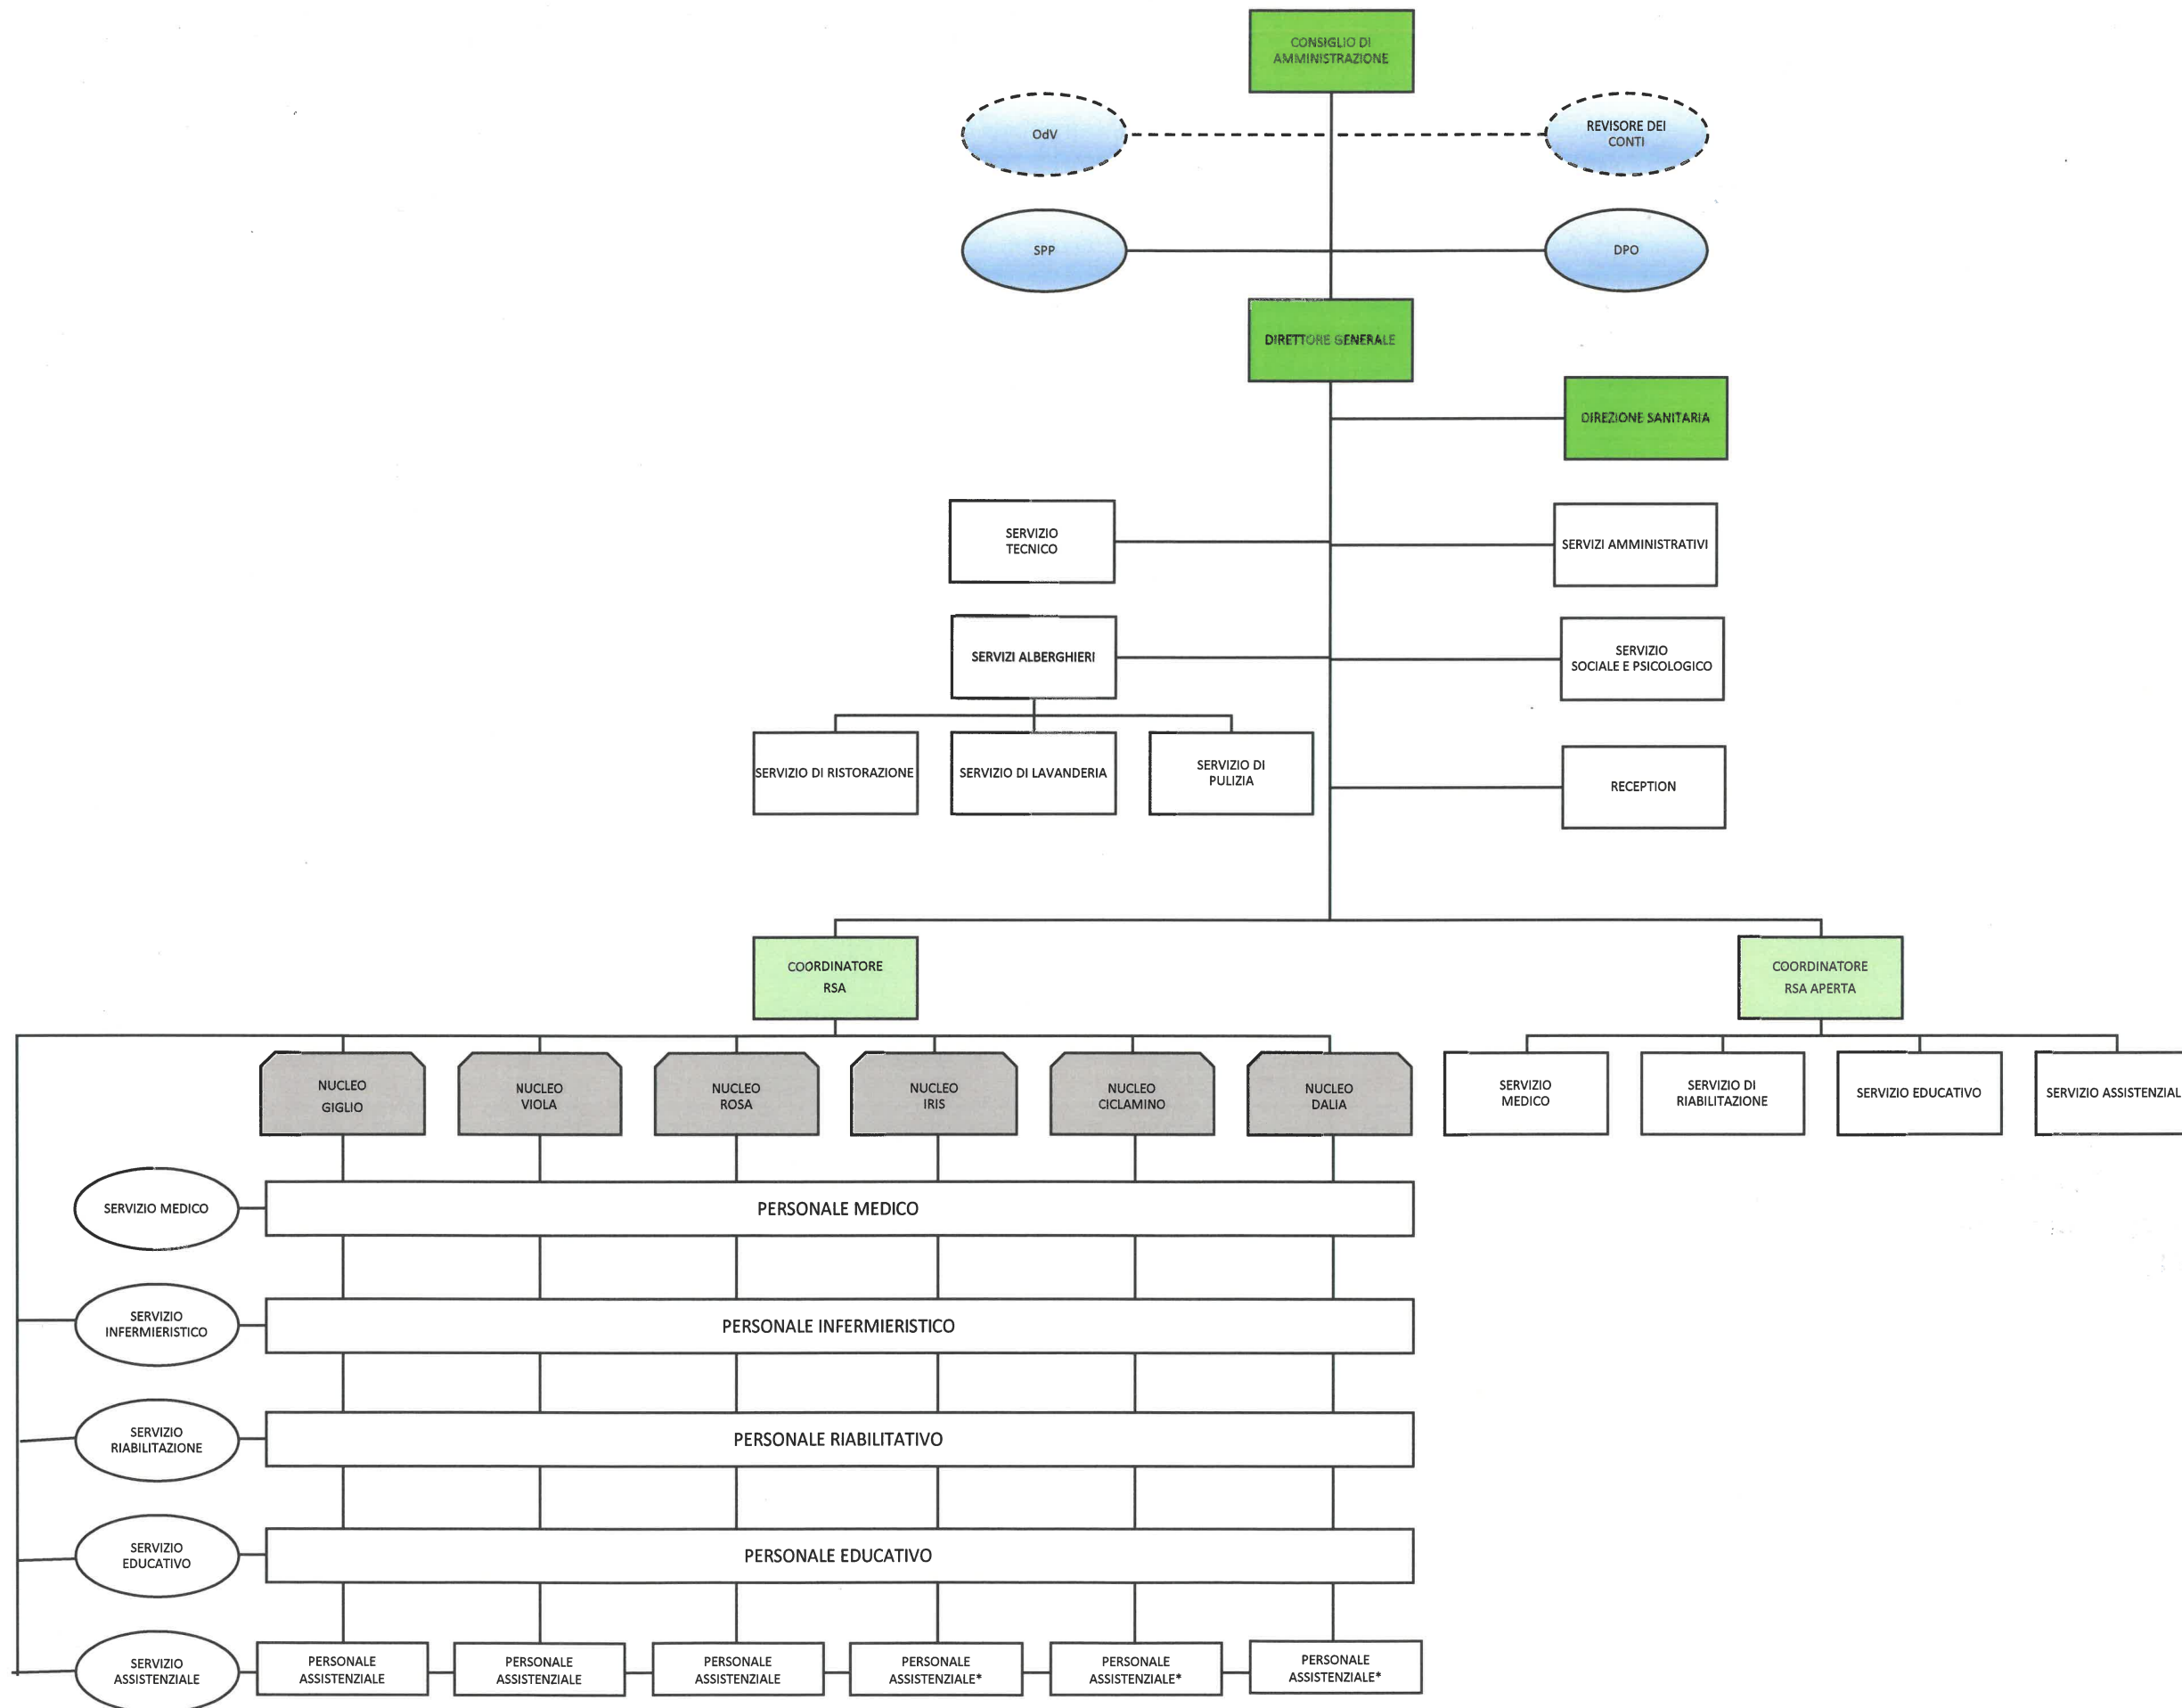 CONSIGLIO DI
AMMINISTRAZIONE
OdV
REVISORE DEI
CONTI
SPP
DPO
DIRETTORE GENERALE
DIREZIONE SANITARIA
SERVIZIO
TECNICO
SERVIZI AMMINISTRATIVI
SERVIZI ALBERGHIERI
SERVIZIO
SOCIALE E PSICOLOGICO
SERVIZIO DI RISTORAZIONE
SERVIZIO DI LAVANDERIA
SERVIZIO DI
PULIZIA
RECEPTION
COORDINATORE
RSA
COORDINATORE
RSA APERTA
NUCLEO
GIGLIO
NUCLEO
VIOLA
NUCLEO
ROSA
NUCLEO
IRIS
NUCLEO
CICLAMINO
NUCLEO
DALIA
SERVIZIO
MEDICO
SERVIZIO DI
RIABILITAZIONE
SERVIZIO EDUCATIVO
SERVIZIO ASSISTENZIAL
SERVIZIO MEDICO
PERSONALE MEDICO
SERVIZIO
INFERMIERISTICO
PERSONALE INFERMIERISTICO
SERVIZIO
RIABILITAZIONE
PERSONALE RIABILITATIVO
SERVIZIO
EDUCATIVO
PERSONALE EDUCATIVO
SERVIZIO
ASSISTENZIALE
PERSONALE
ASSISTENZIALE
PERSONALE
ASSISTENZIALE
PERSONALE
ASSISTENZIALE
PERSONALE
ASSISTENZIALE*
PERSONALE
ASSISTENZIALE*
PERSONALE
ASSISTENZIALE*